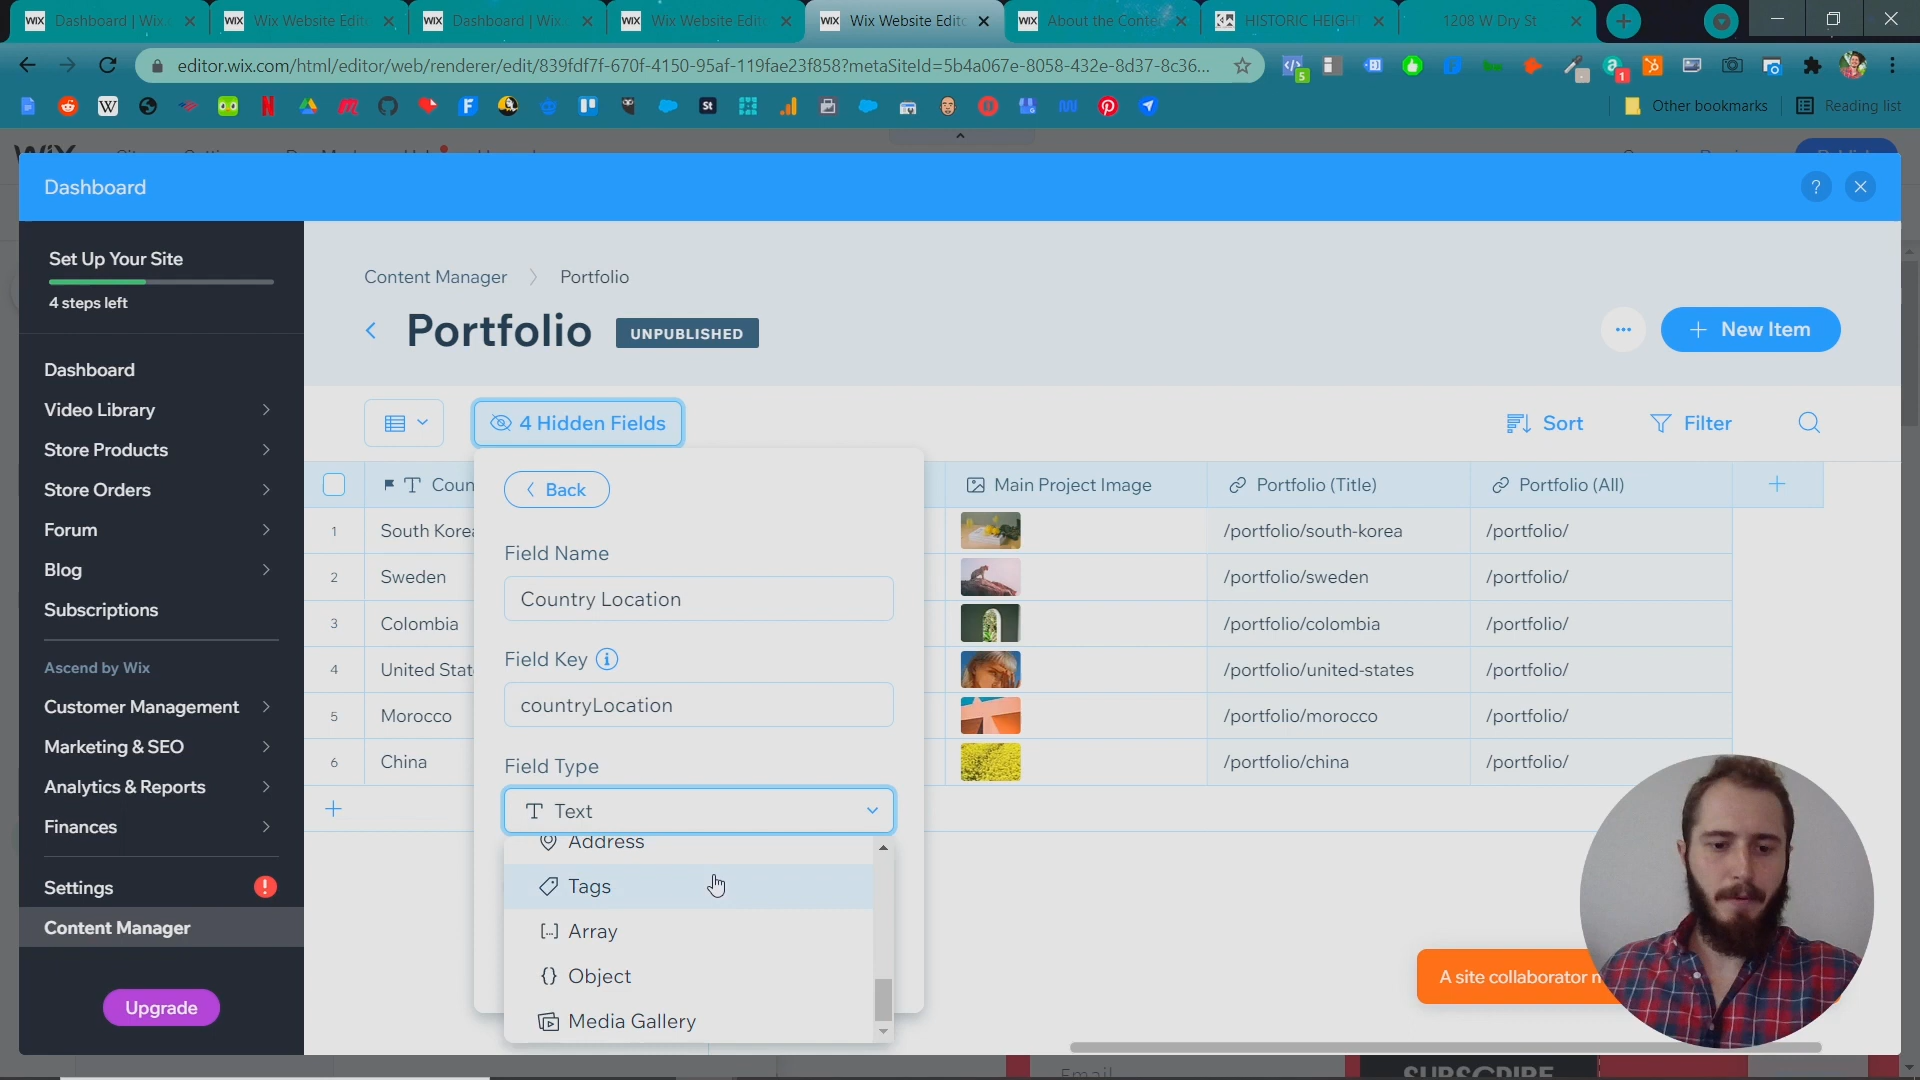 Dashboard | Wix.
Wix Website Edit
Dashboard | Wix.
Wix Website Edit
Wix Website Edit
About the Conte
HISTORIC HEIGH
1208 W Dry St
editor.wix.com/html/editor/web/renderer/edit/839fdf7f-670f-4150-95af-119fae23f858?metaSiteId=5b4a067e-8058-432e-8d37-8c36...
Other bookmarks
Reading list
Dashboard
?
Set Up Your Site
4 steps left
Dashboard
Video Library
Store Products
Store Orders
Forum
Blog
Subscriptions
Ascend by Wix
Customer Management
Marketing & SEO
Analytics & Reports
Finances
Settings
Content Manager
Upgrade
Content Manager > Portfolio
Portfolio UNPUBLISHED
... + New Item
4 Hidden Fields
Sort
Filter
T Coun
Main Project Image
Portfolio (Title)
Portfolio (All)
+
1 South Korea /portfolio/south-korea /portfolio/
2 Sweden /portfolio/sweden /portfolio/
3 Colombia /portfolio/colombia /portfolio/
4 United Stat /portfolio/united-states /portfolio/
5 Morocco /portfolio/morocco /portfolio/
6 China /portfolio/china /portfolio/
+
< Back
Field Name
Country Location
Field Key
countryLocation
Field Type
T Text
Address
Tags
[...] Array
{} Object
Media Gallery
A site collaborator
Email
SUBSCRIBE